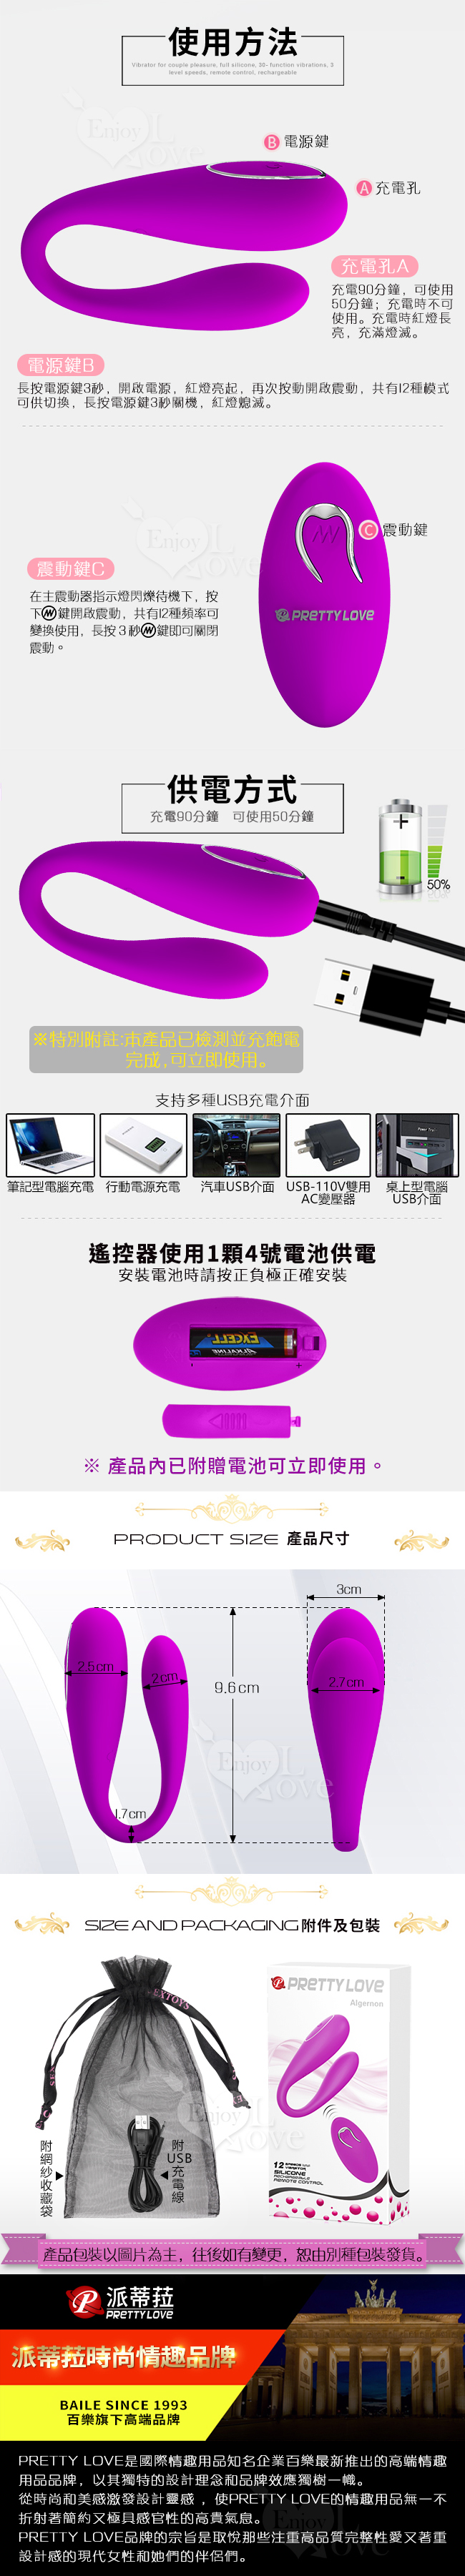 使用方法
Vibrator for couple pleasure, full silicone, 30- function vibrations, 3
level speeds, remote control, rechargeable
Enjoy Love
B 電源鍵
A 充電孔
充電孔A
充電90分鐘，可使用
50分鐘；充電時不可
使用。充電時紅燈長
亮，充滿燈滅。
電源鍵B
長按電源鍵3秒，開啟電源，紅燈亮起，再次按動開啟震動，共有12種模式
可供切換，長按電源鍵3秒關機，紅燈熄滅。
Enjoy Love
C 震動鍵
震動鍵C
在主震動器指示燈閃爍待機下，按
下鍵開啟震動，共有12種頻率可
變換使用，長按３秒鍵即可關閉
震動。
PRETTY LOVE
供電方式
充電90分鐘 可使用50分鐘
50%
※特別附註:本產品已檢測並充飽電
完成,可立即使用。
支持多種USB充電介面
筆記型電腦充電
行動電源充電
汽車USB介面
USB-110V雙用
AC變壓器
桌上型電腦
USB介面
遙控器使用1顆4號電池供電
安裝電池時請按正負極正確安裝
EXCELL
ALKALINE
※ 產品內已附贈電池可立即使用。
PRODUCT SIZE 產品尺寸
3cm
2.5cm
2cm
9.6cm
2.7cm
1.7cm
Enjoy Love
SIZE AND PACKAGING 附件及包裝
PRETTY LOVE
Algernon
EXTOYS
Enjoy Love
附網紗收藏袋
附USB充電線
12 SPEEDS
VIBRATOR
SILICONE
RECHARGEABLE
REMOTE CONTROL
產品包裝以圖片為主，往後如有變更，恕由別種包裝發貨。
派蒂菈
PRETTY LOVE
派蒂菈時尚情趣品牌
BAILE SINCE 1993
百樂旗下高端品牌
PRETTY LOVE是國際情趣用品知名企業百樂最新推出的高端情趣
用品品牌，以其獨特的設計理念和品牌效應獨樹一幟。
從時尚和美感激發設計靈感 ，使PRETTY LOVE的情趣用品無一不
折射著簡約又極具感官性的高貴氣息。
PRETTY LOVE品牌的宗旨是取悅那些注重高品質完整性愛又著重
設計感的現代女性和她們的伴侶們。
Enjoy Love